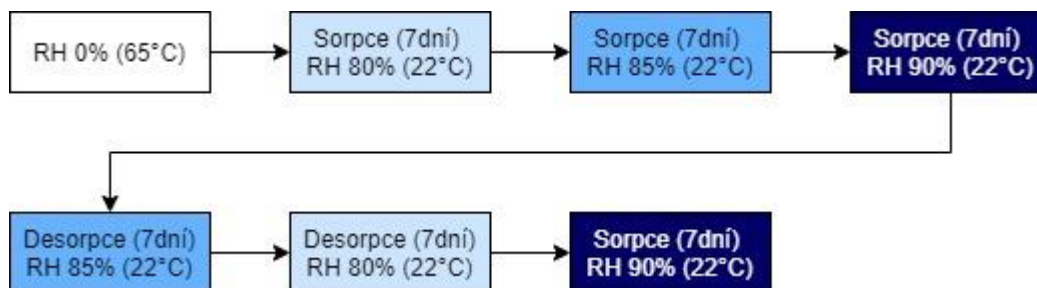 RH 0% (65°C)
Sorpce (7dní)
RH 80% (22°C)
Sorpce (7dní)
RH 85% (22°C)
Sorpce (7dní)
RH 90% (22°C)
Desorpce (7dní)
RH 85% (22°C)
Desorpce (7dní)
RH 80% (22°C)
Sorpce (7dní)
RH 90% (22°C)